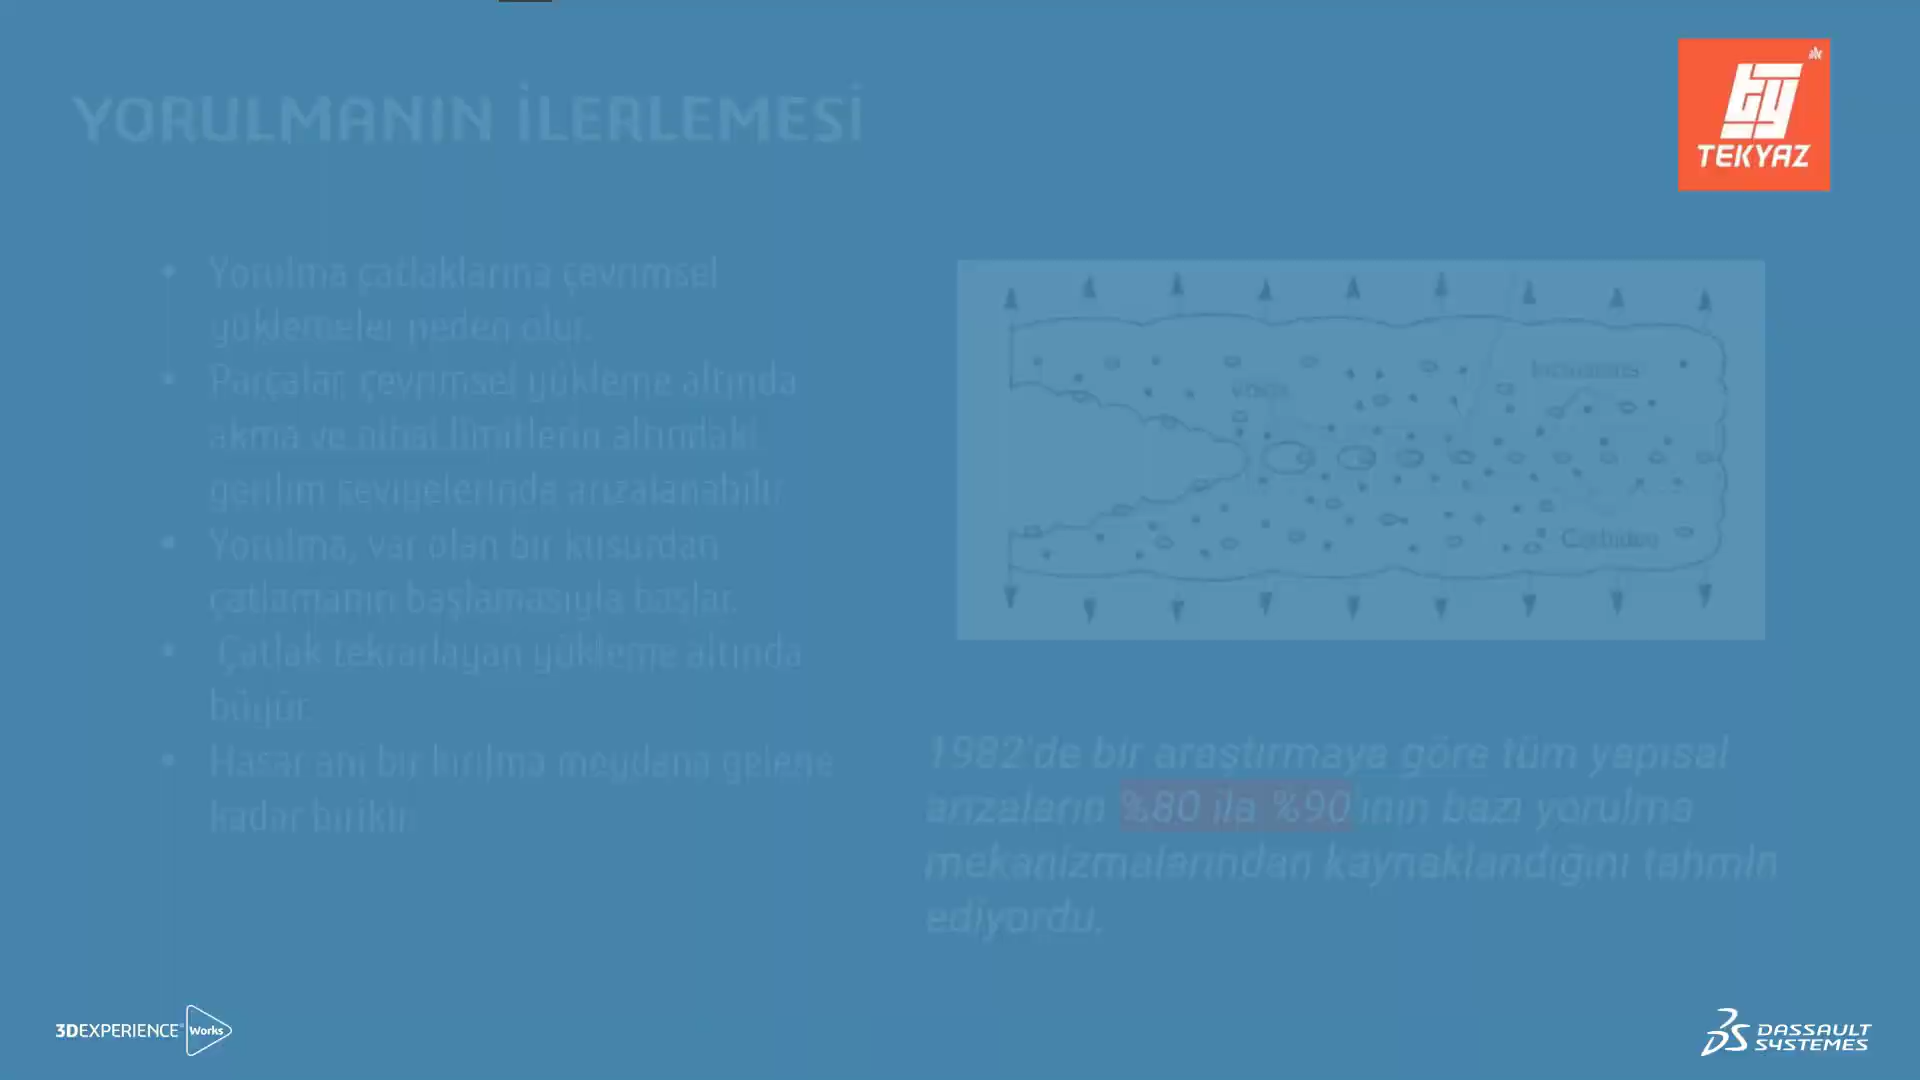 YORULMANIN İLERLEMESİ
TEKYAZ
• Yorulma çatlaklarına çevrimsel
yüklemeler neden olur.
• Parçalar, çevrimsel yükleme altında
akma ve nihai limitlerin altındaki
gerilim seviyelerinde arızalanabilir.
• Yorulma, var olan bir kusurdan
çatlamanın başlamasıyla başlar.
• Çatlak tekrarlayan yükleme altında
büyür.
• Hasar ani bir kırılma meydana gelene
kadar birikir.
Voids
Carbides
1982'de bir araştırmaya göre tüm yapısal
arızaların %80 ila %90'ının bazı yorulma
mekanizmalarından kaynaklandığını tahmin
ediyordu.
3DEXPERIENCE Works
DASSAULT
SYSTEMES